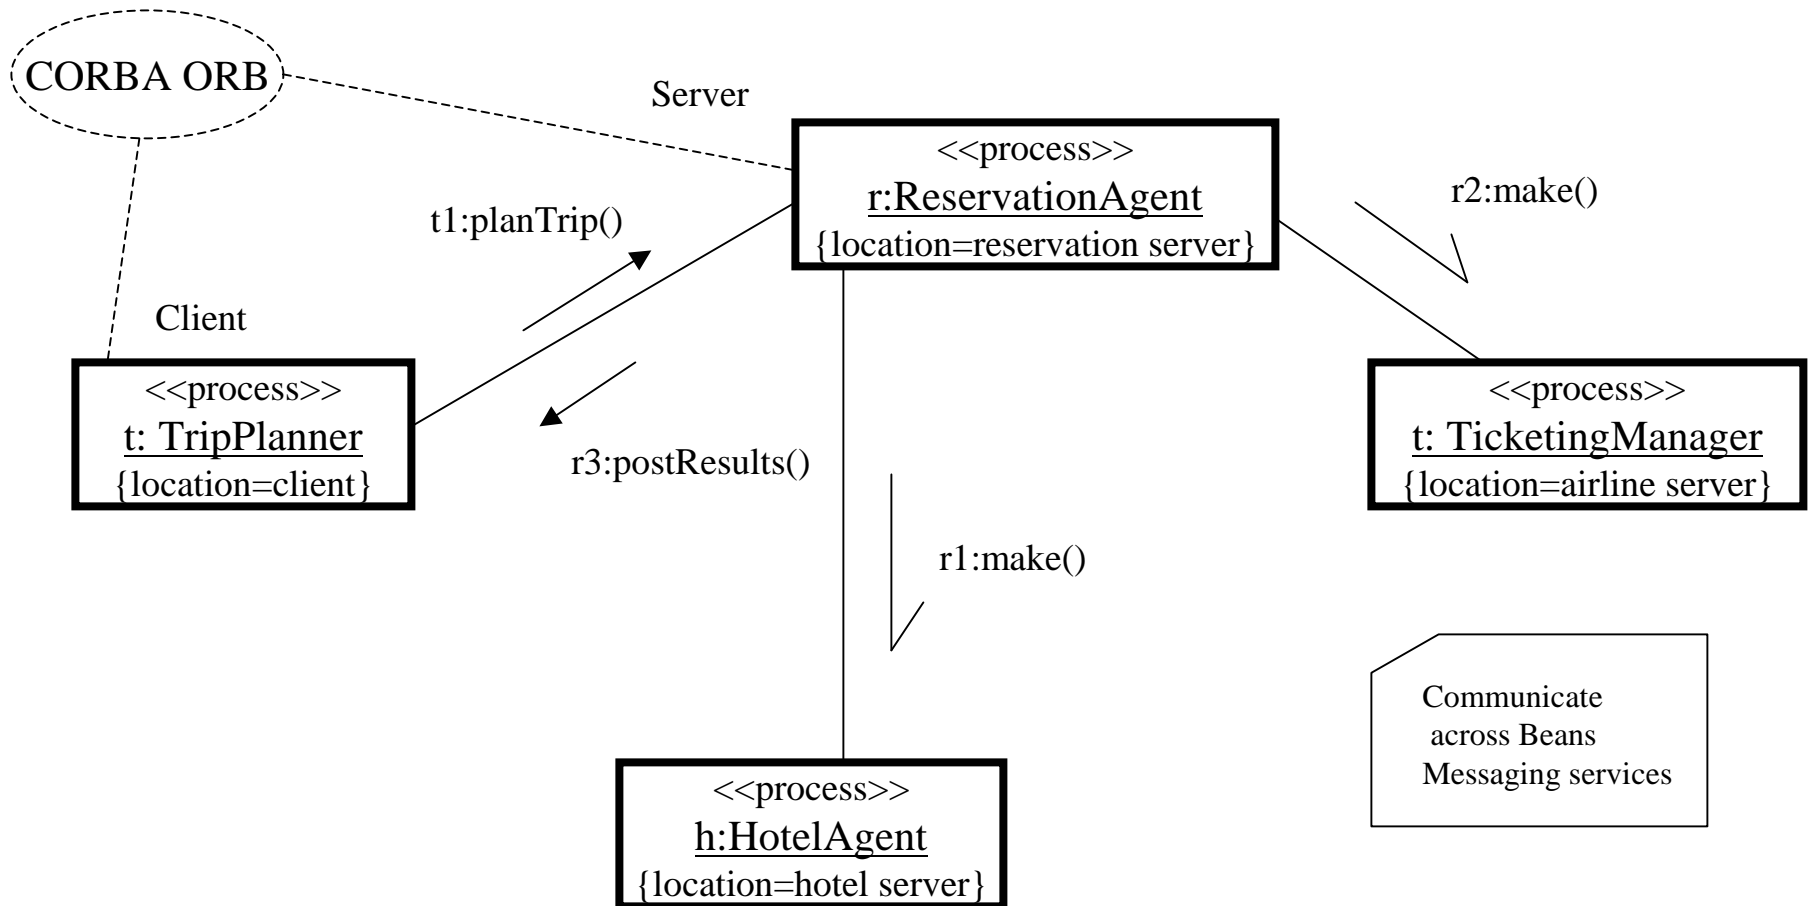 CORBA ORB
Server
<<process>>
r:ReservationAgent
{location=reservation server}
r2:make()
t1:planTrip()
Client
<<process>>
t: TripPlanner
{location=client}
r3:postResults()
<<process>>
t: TicketingManager
{location=airline server}
r1:make()
Communicate
across Beans
Messaging services
<<process>>
h:HotelAgent
{location=hotel server}